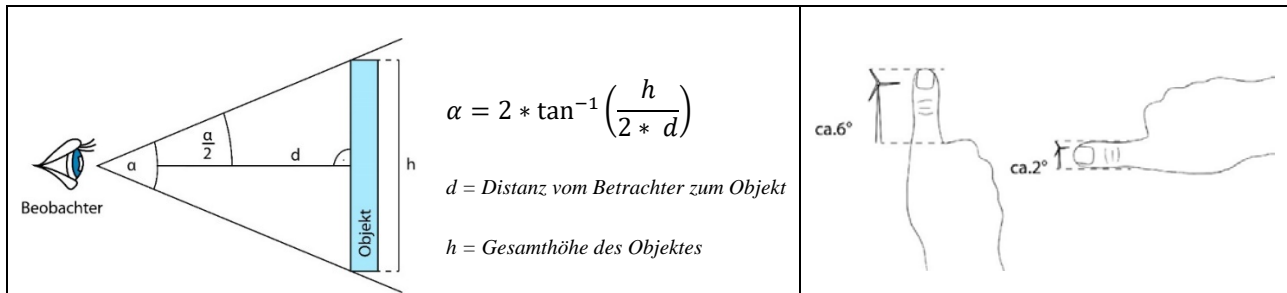 Beobachter
α
α/2
d
h
Objekt
α = 2 * tan⁻¹ (h / (2 * d))
d = Distanz vom Betrachter zum Objekt
h = Gesamthöhe des Objektes
ca.6°
ca.2°